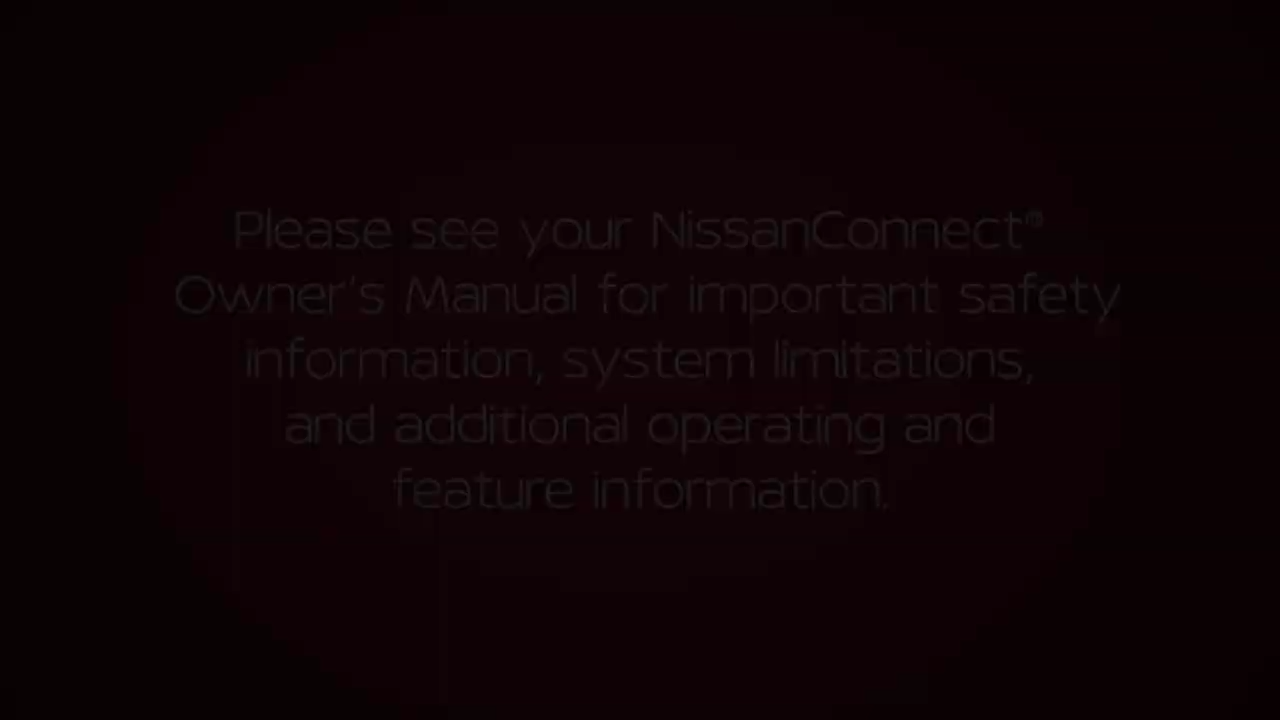 Please see your NissanConnect®
Owner's Manual for important safety
information, system limitations,
and additional operating and
feature information.